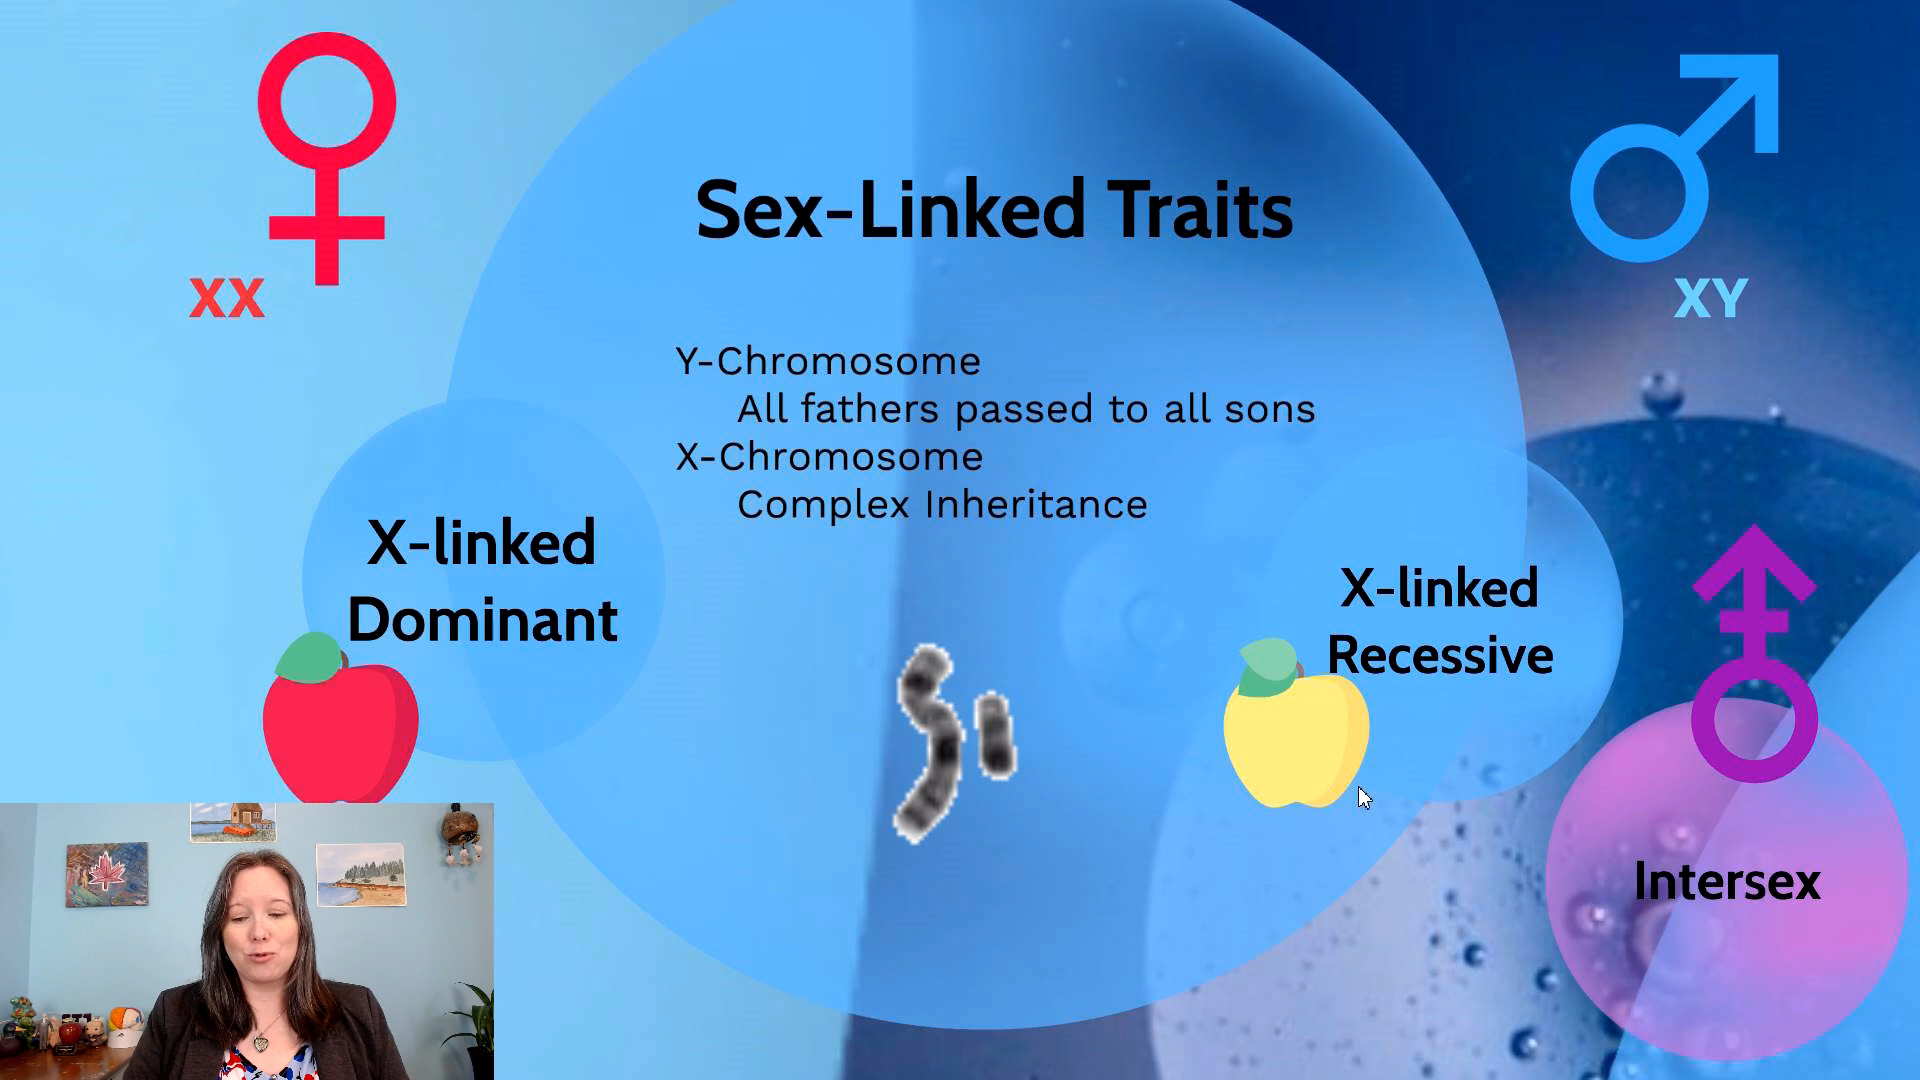 Sex-Linked Traits
XX
XY
Y-Chromosome
All fathers passed to all sons
X-Chromosome
Complex Inheritance
X-linked
Dominant
X-linked
Recessive
Intersex